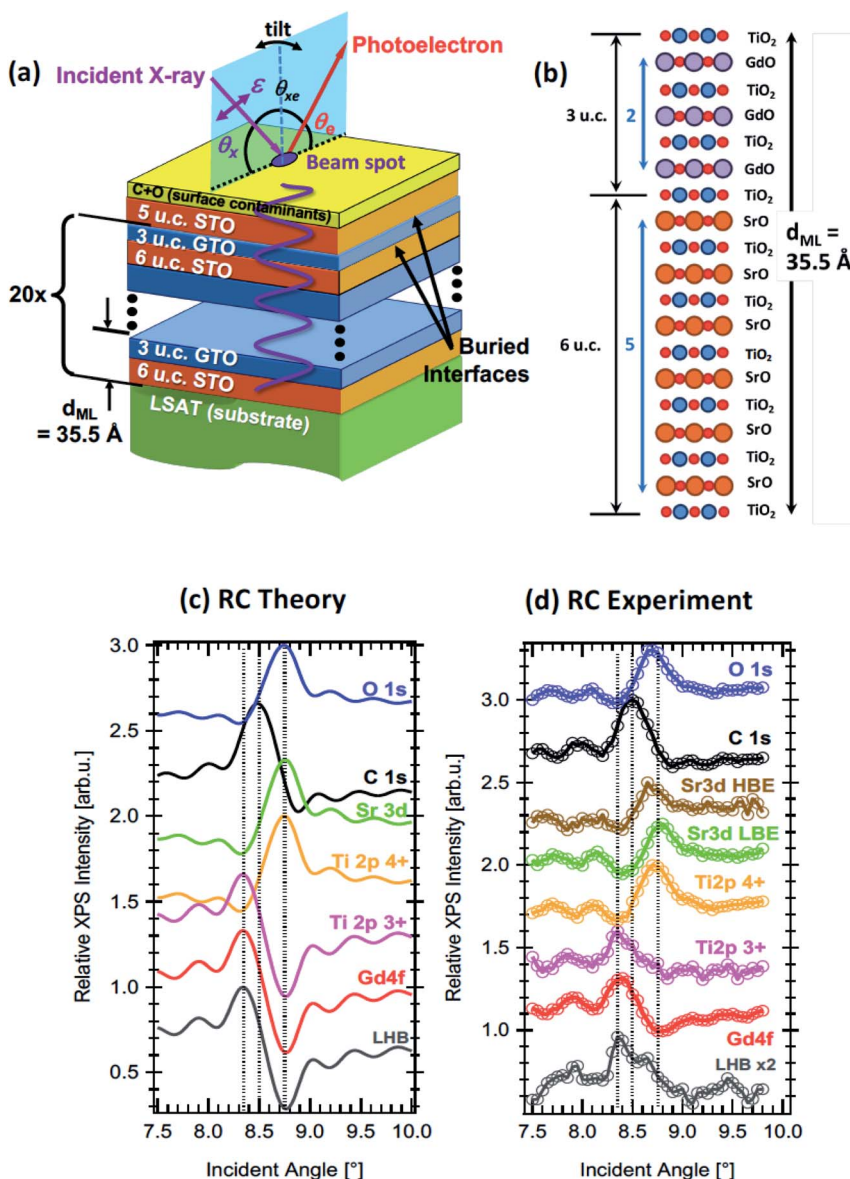 (a)
tilt
Photoelectron
Incident X-ray
ε
θxe
θe
θx
Beam spot
C+O (surface contaminants)
5 u.c. STO
3 u.c. GTO
6 u.c. STO
20x
3 u.c. GTO
6 u.c. STO
Buried
Interfaces
LSAT (substrate)
dML
= 35.5 Å
(b)
TiO2
GdO
TiO2
GdO
TiO2
GdO
TiO2
SrO
TiO2
SrO
TiO2
SrO
TiO2
SrO
TiO2
SrO
TiO2
SrO
TiO2
3 u.c.
2
6 u.c.
5
dML =
35.5 Å
(c) RC Theory
Relative XPS Intensity [arb.u.]
3.0
2.5
2.0
1.5
1.0
0.5
O 1s
C 1s
Sr 3d
Ti 2p 4+
Ti 2p 3+
Gd4f
LHB
7.5 8.0 8.5 9.0 9.5 10.0
Incident Angle [°]
(d) RC Experiment
Relative XPS Intensity [arb.u.]
3.0
2.5
2.0
1.5
1.0
O 1s
C 1s
Sr3d HBE
Sr3d LBE
Ti2p 4+
Ti2p 3+
Gd4f
LHB x2
7.5 8.0 8.5 9.0 9.5 10.0
Incident Angle [°]